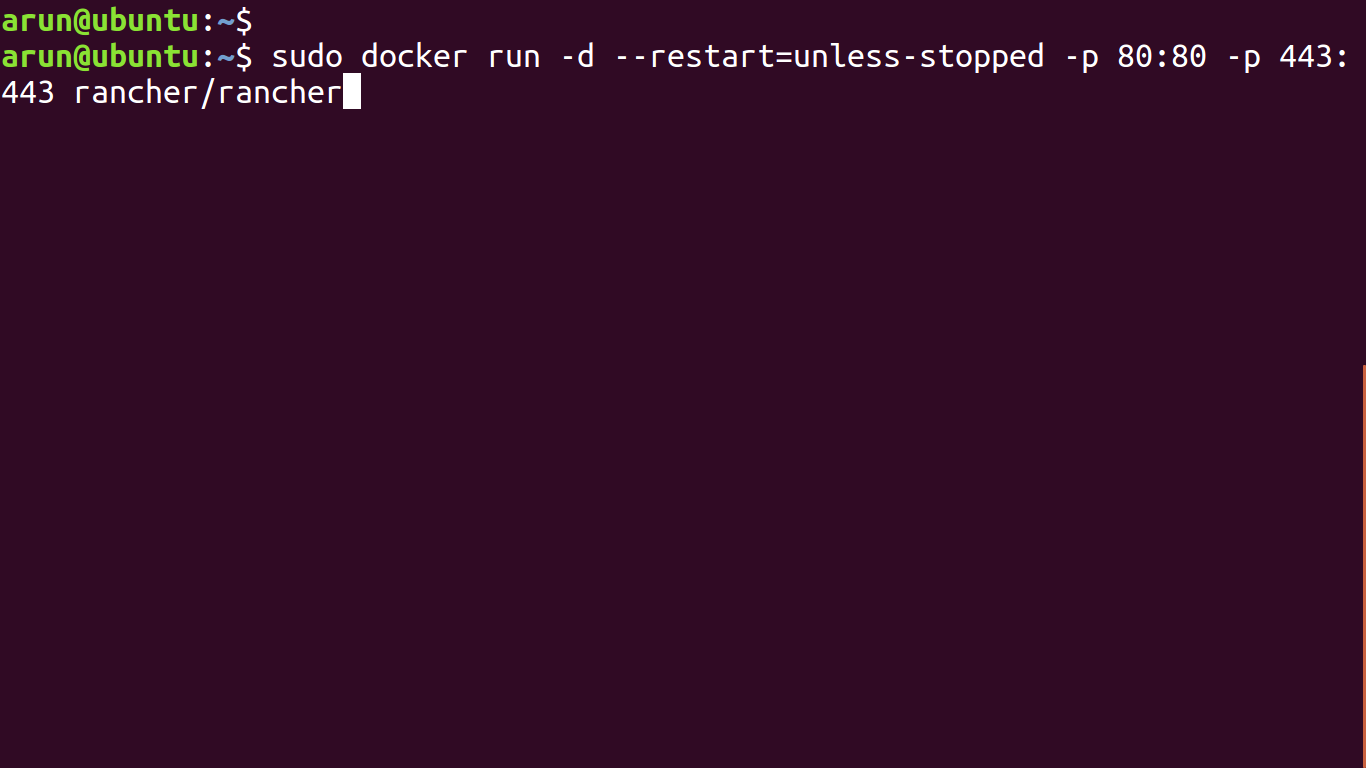 arun@ubuntu:~$
arun@ubuntu:~$ sudo docker run -d --restart=unless-stopped -p 80:80 -p 443:
443 rancher/rancher